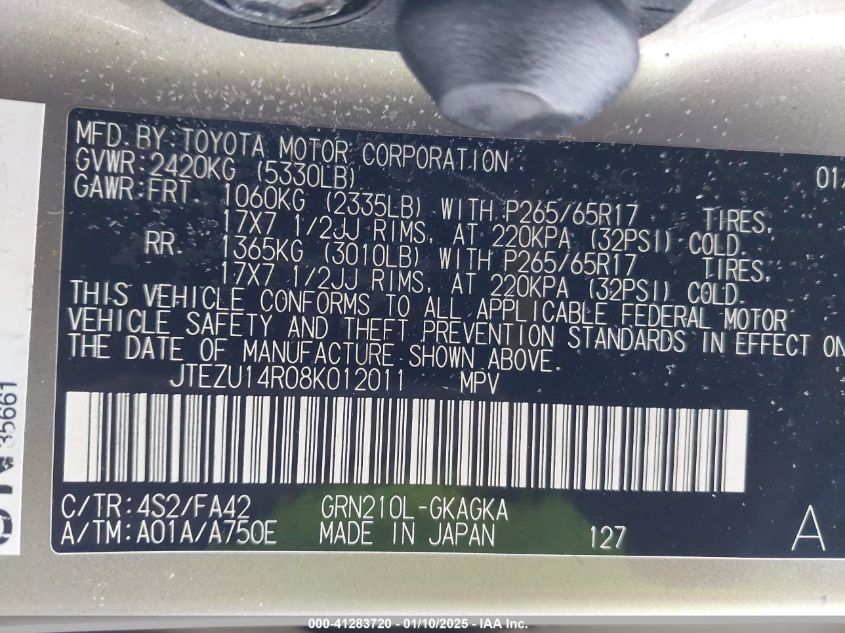 MFD. BY: TOYOTA MOTOR CORPORATION 01/
GVWR: 2420KG (5330LB)
GAWR: FRT. 1060KG (2335LB) WITH P265/65R17 TIRES,
17X7 1/2JJ RIMS, AT 220KPA (32PSI) COLD.
RR. 1365KG (3010LB) WITH P265/65R17 TIRES,
17X7 1/2JJ RIMS, AT 220KPA (32PSI) COLD.
THIS VEHICLE CONFORMS TO ALL APPLICABLE FEDERAL MOTOR
VEHICLE SAFETY AND THEFT PREVENTION STANDARDS IN EFFECT ON
THE DATE OF MANUFACTURE SHOWN ABOVE.
JTEZU14R08K012011 MPV
C/TR: 4S2/FA42 GRN210L-GKAGKA
A/TM: A01A/A750E MADE IN JAPAN 127 A
35661
000-41283720 - 01/10/2025 - IAA Inc.